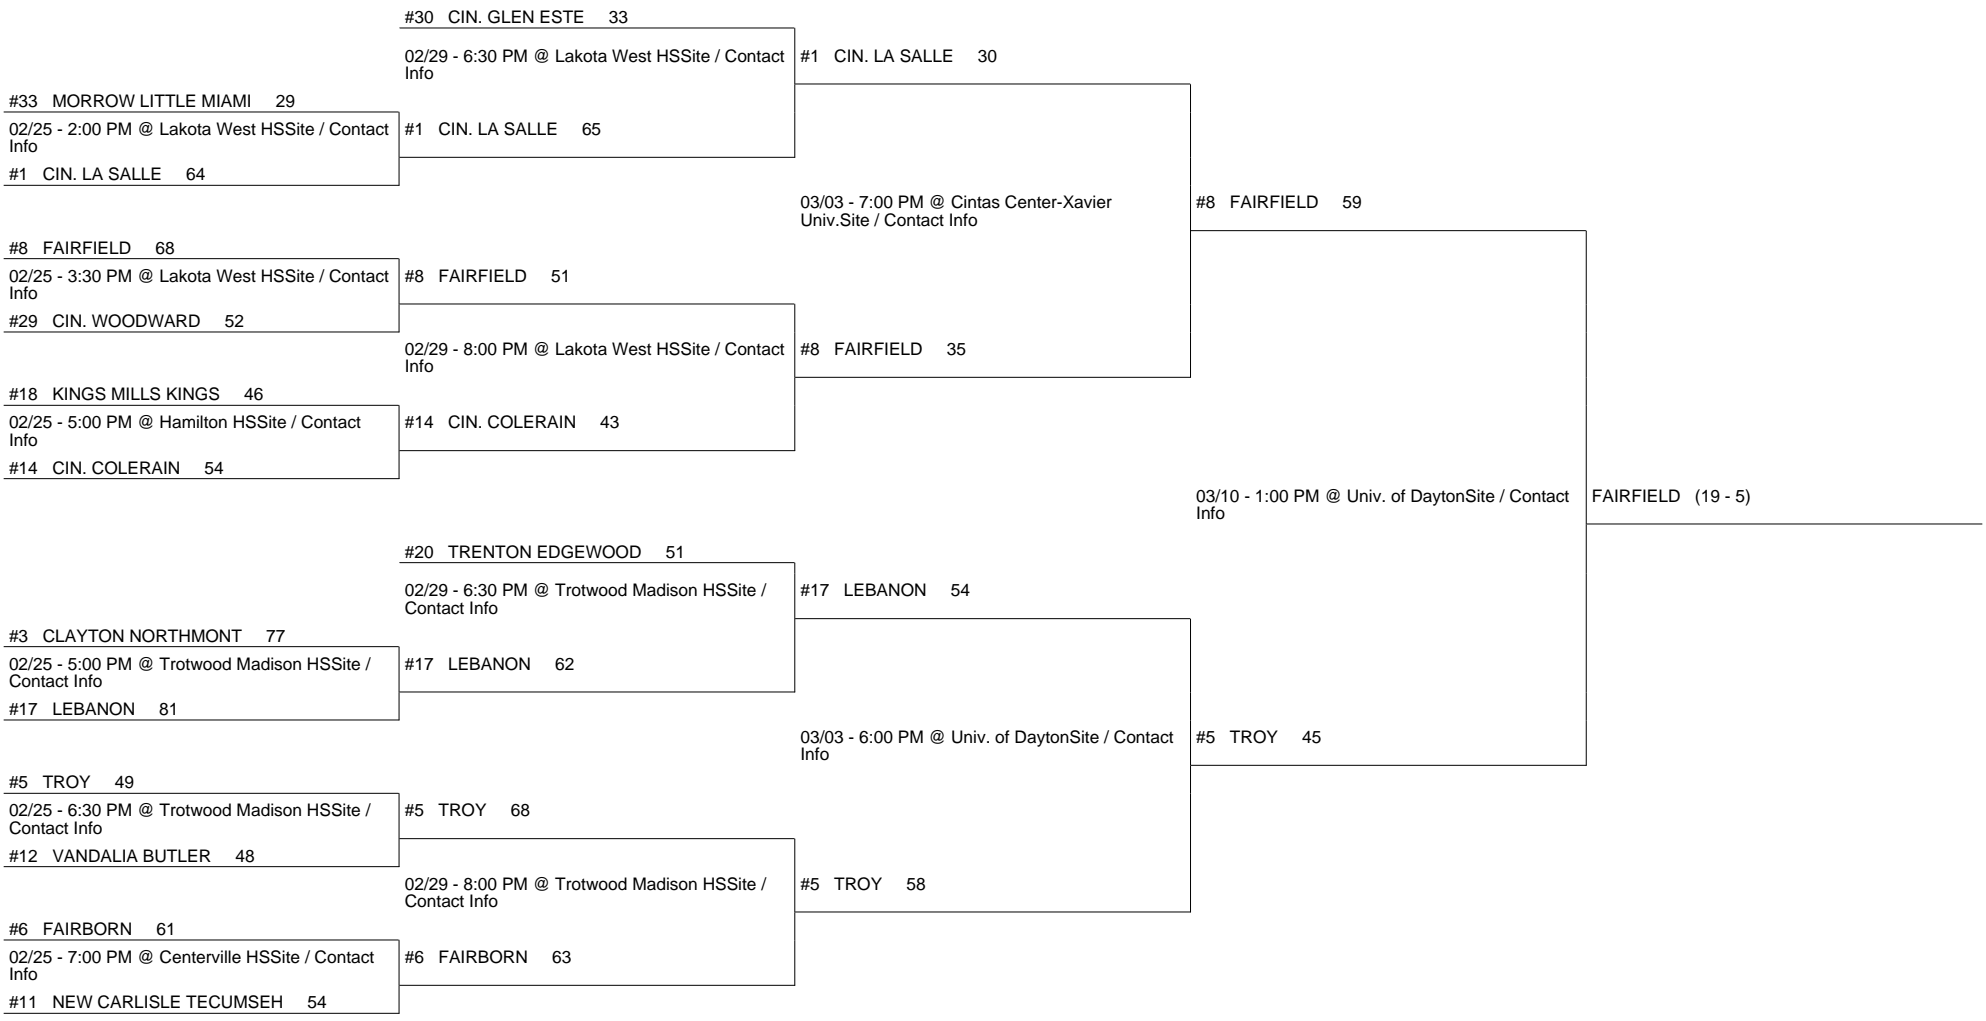 #30 CIN. GLEN ESTE 33
02/29 - 6:30 PM @ Lakota West HSSite / Contact
Info
#1 CIN. LA SALLE 30
#33 MORROW LITTLE MIAMI 29
02/25 - 2:00 PM @ Lakota West HSSite / Contact
Info
#1 CIN. LA SALLE 65
#1 CIN. LA SALLE 64
03/03 - 7:00 PM @ Cintas Center-Xavier
Univ.Site / Contact Info
#8 FAIRFIELD 59
#8 FAIRFIELD 68
02/25 - 3:30 PM @ Lakota West HSSite / Contact
Info
#8 FAIRFIELD 51
#29 CIN. WOODWARD 52
02/29 - 8:00 PM @ Lakota West HSSite / Contact
Info
#8 FAIRFIELD 35
#18 KINGS MILLS KINGS 46
02/25 - 5:00 PM @ Hamilton HSSite / Contact
Info
#14 CIN. COLERAIN 43
#14 CIN. COLERAIN 54
03/10 - 1:00 PM @ Univ. of DaytonSite / Contact
Info
FAIRFIELD (19 - 5)
#20 TRENTON EDGEWOOD 51
02/29 - 6:30 PM @ Trotwood Madison HSSite /
Contact Info
#17 LEBANON 54
#3 CLAYTON NORTHMONT 77
02/25 - 5:00 PM @ Trotwood Madison HSSite /
Contact Info
#17 LEBANON 62
#17 LEBANON 81
03/03 - 6:00 PM @ Univ. of DaytonSite / Contact
Info
#5 TROY 45
#5 TROY 49
02/25 - 6:30 PM @ Trotwood Madison HSSite /
Contact Info
#5 TROY 68
#12 VANDALIA BUTLER 48
02/29 - 8:00 PM @ Trotwood Madison HSSite /
Contact Info
#5 TROY 58
#6 FAIRBORN 61
02/25 - 7:00 PM @ Centerville HSSite / Contact
Info
#6 FAIRBORN 63
#11 NEW CARLISLE TECUMSEH 54